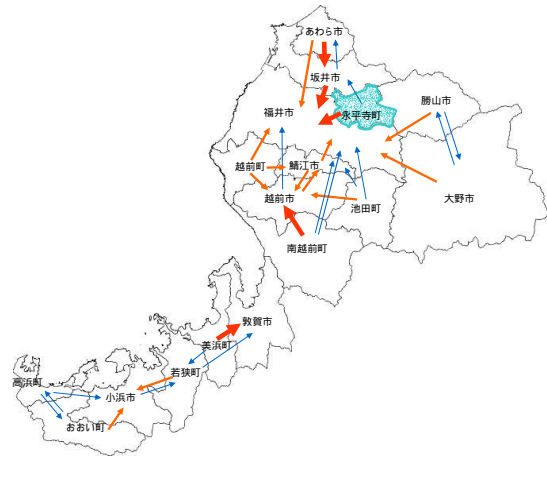 あわら市
坂井市
勝山市
福井市
永平寺町
越前町
鯖江市
越前市
大野市
池田町
南越前町
敦賀市
美浜町
若狭町
高浜町
小浜市
おおい町